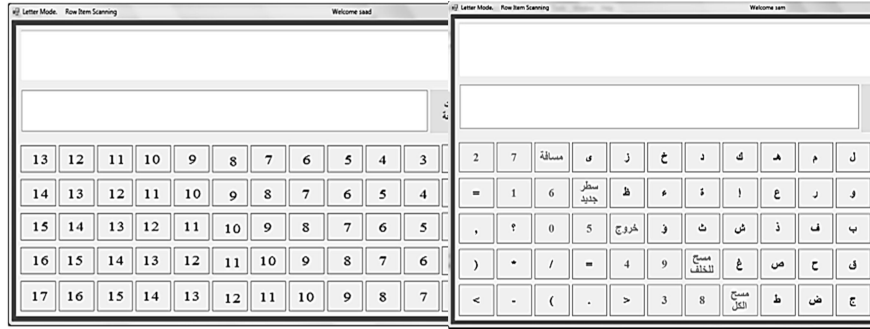 Letter Mode. Row Item Scanning Welcome saad
13 12 11 10 9 8 7 6 5 4 3
14 13 12 11 10 9 8 7 6 5 4
15 14 13 12 11 10 9 8 7 6 5
16 15 14 13 12 11 10 9 8 7 6
17 16 15 14 13 12 11 10 9 8 7
Letter Mode. Row Item Scanning Welcome sam
ل م هـ ك د خ ز ى مسافة 7 2
و ر ع إ ة ء ظ سطر جديد 6 1 =
ب ف ذ ش ث ؤ خروج 5 0 ؟ ,
ق ح ص غ مسح للخلف 9 4 = / * )
ج ض ط مسح الكل 8 3 > . ( - <